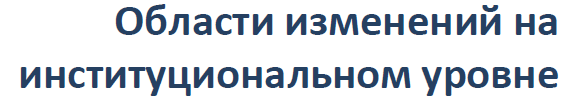 Области изменений на
институциональном уровне